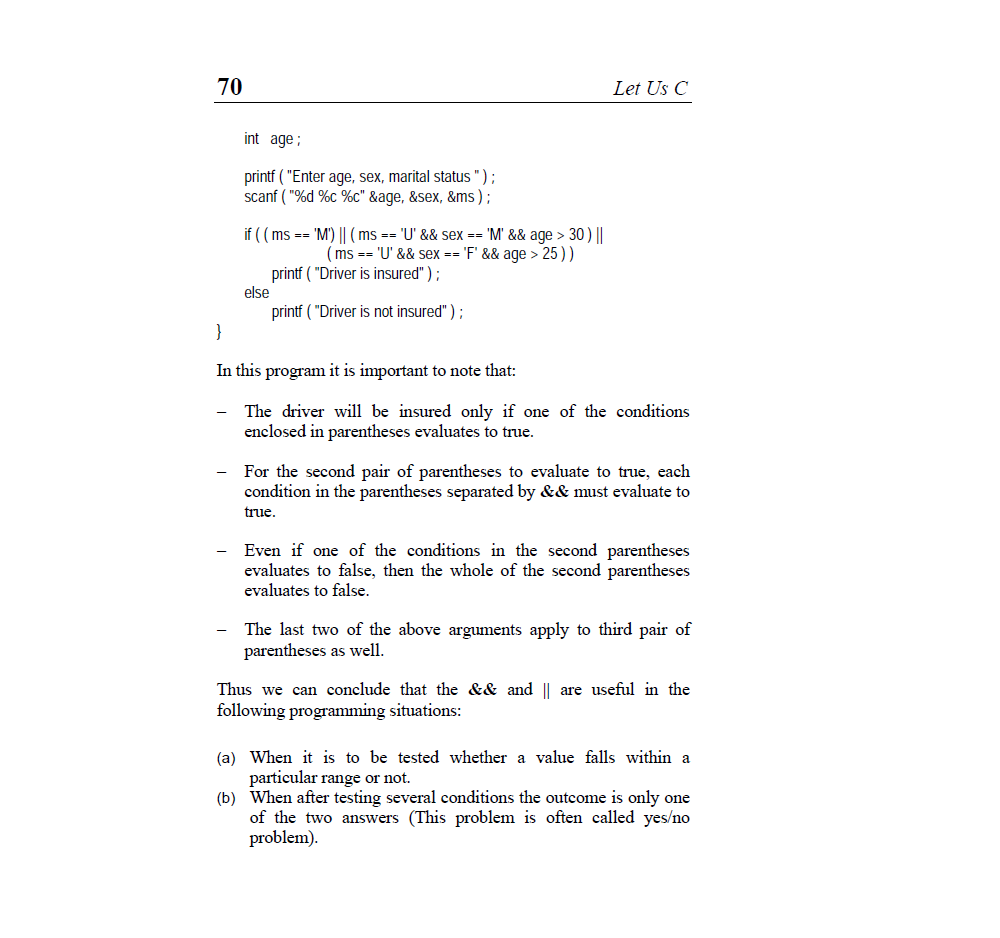 70 Let Us C
int age ;
printf ( "Enter age, sex, marital status " ) ;
scanf ( "%d %c %c" &age, &sex, &ms ) ;
if ( ( ms == 'M') || ( ms == 'U' && sex == 'M' && age > 30 ) ||
( ms == 'U' && sex == 'F' && age > 25 ) )
printf ( "Driver is insured" ) ;
else
printf ( "Driver is not insured" ) ;
}
In this program it is important to note that:
− The driver will be insured only if one of the conditions
enclosed in parentheses evaluates to true.
− For the second pair of parentheses to evaluate to true, each
condition in the parentheses separated by && must evaluate to
true.
− Even if one of the conditions in the second parentheses
evaluates to false, then the whole of the second parentheses
evaluates to false.
− The last two of the above arguments apply to third pair of
parentheses as well.
Thus we can conclude that the && and || are useful in the
following programming situations:
(a) When it is to be tested whether a value falls within a
particular range or not.
(b) When after testing several conditions the outcome is only one
of the two answers (This problem is often called yes/no
problem).